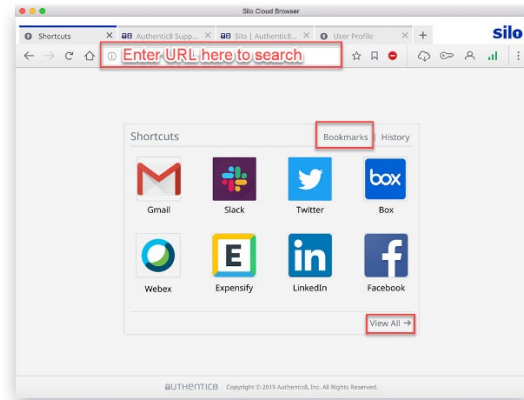 Silo Cloud Browser
Shortcuts
Authentic8 Supp...
Silo | Authentic8...
User Profile
silo
Enter URL here to search
Shortcuts
Bookmarks | History
Gmail
Slack
Twitter
box
Box
Webex
E
Expensify
in
LinkedIn
f
Facebook
View All →
AUTHENTIC8 Copyright © 2019 Authentic8, Inc. All Rights Reserved.